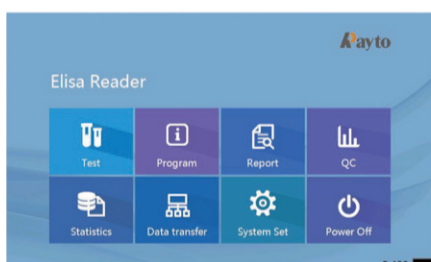 Rayto
Elisa Reader
Test
Program
Report
QC
Statistics
Data transfer
System Set
Power Off